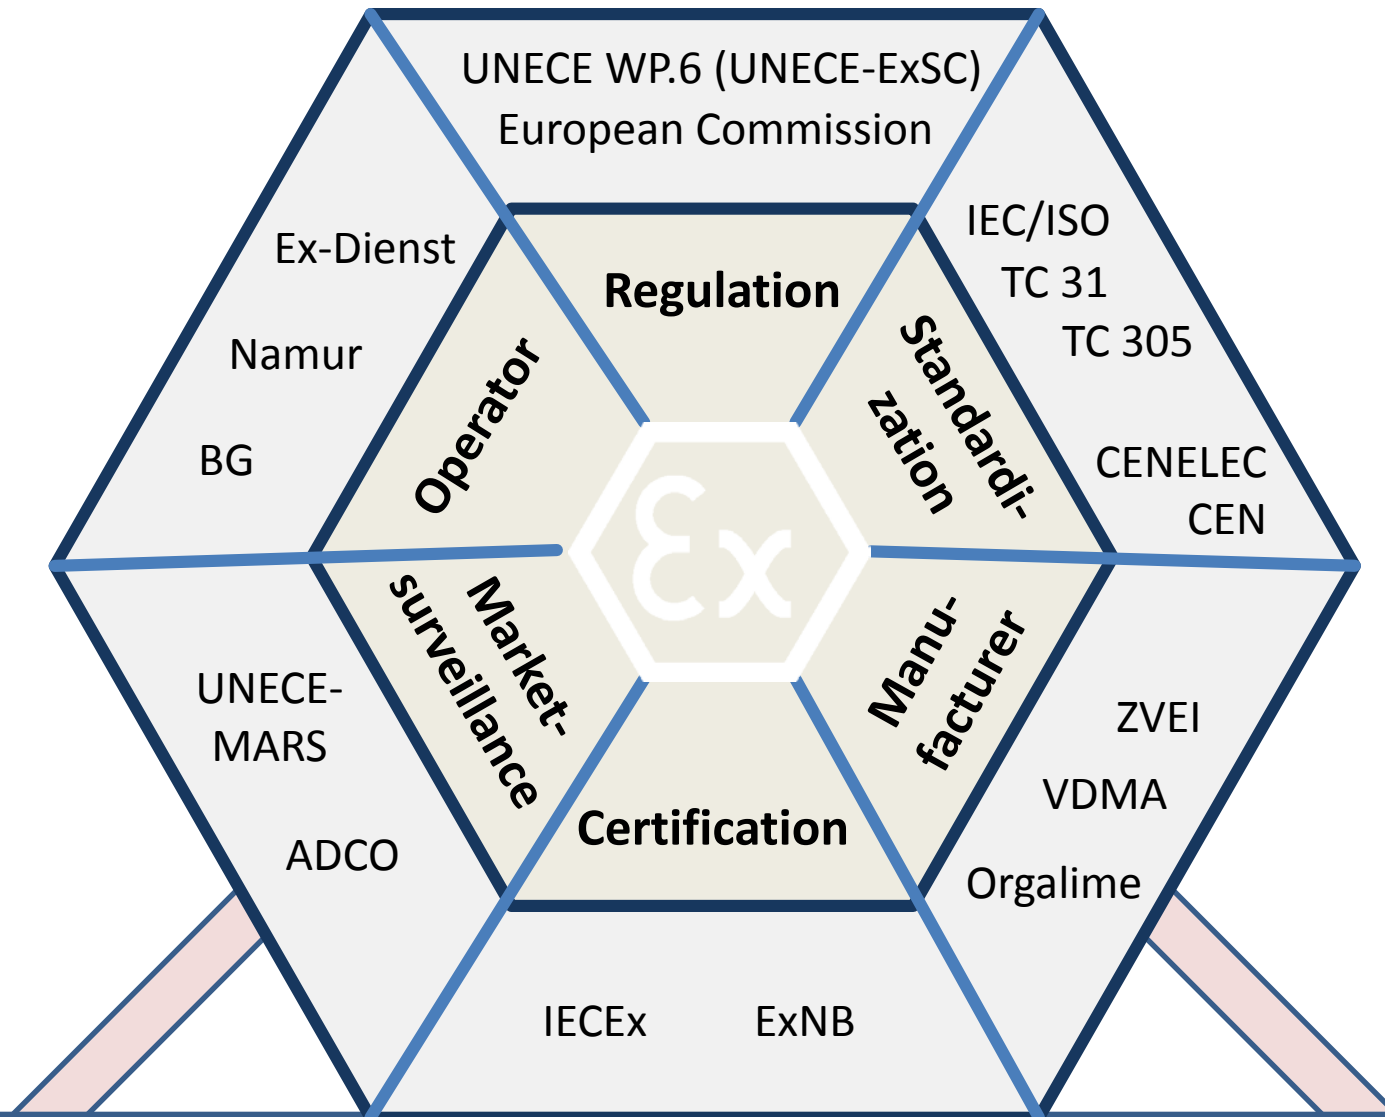 UNECE WP.6 (UNECE-ExSC)
European Commission
Regulation
IEC/ISO
TC 31
TC 305
CENELEC
CEN
Standardi-
zation
ZVEI
VDMA
Orgalime
Manu-
facturer
Certification
IECEx
ExNB
UNECE-
MARS
ADCO
Market-
surveillance
Ex-Dienst
Namur
BG
Operator
Ex